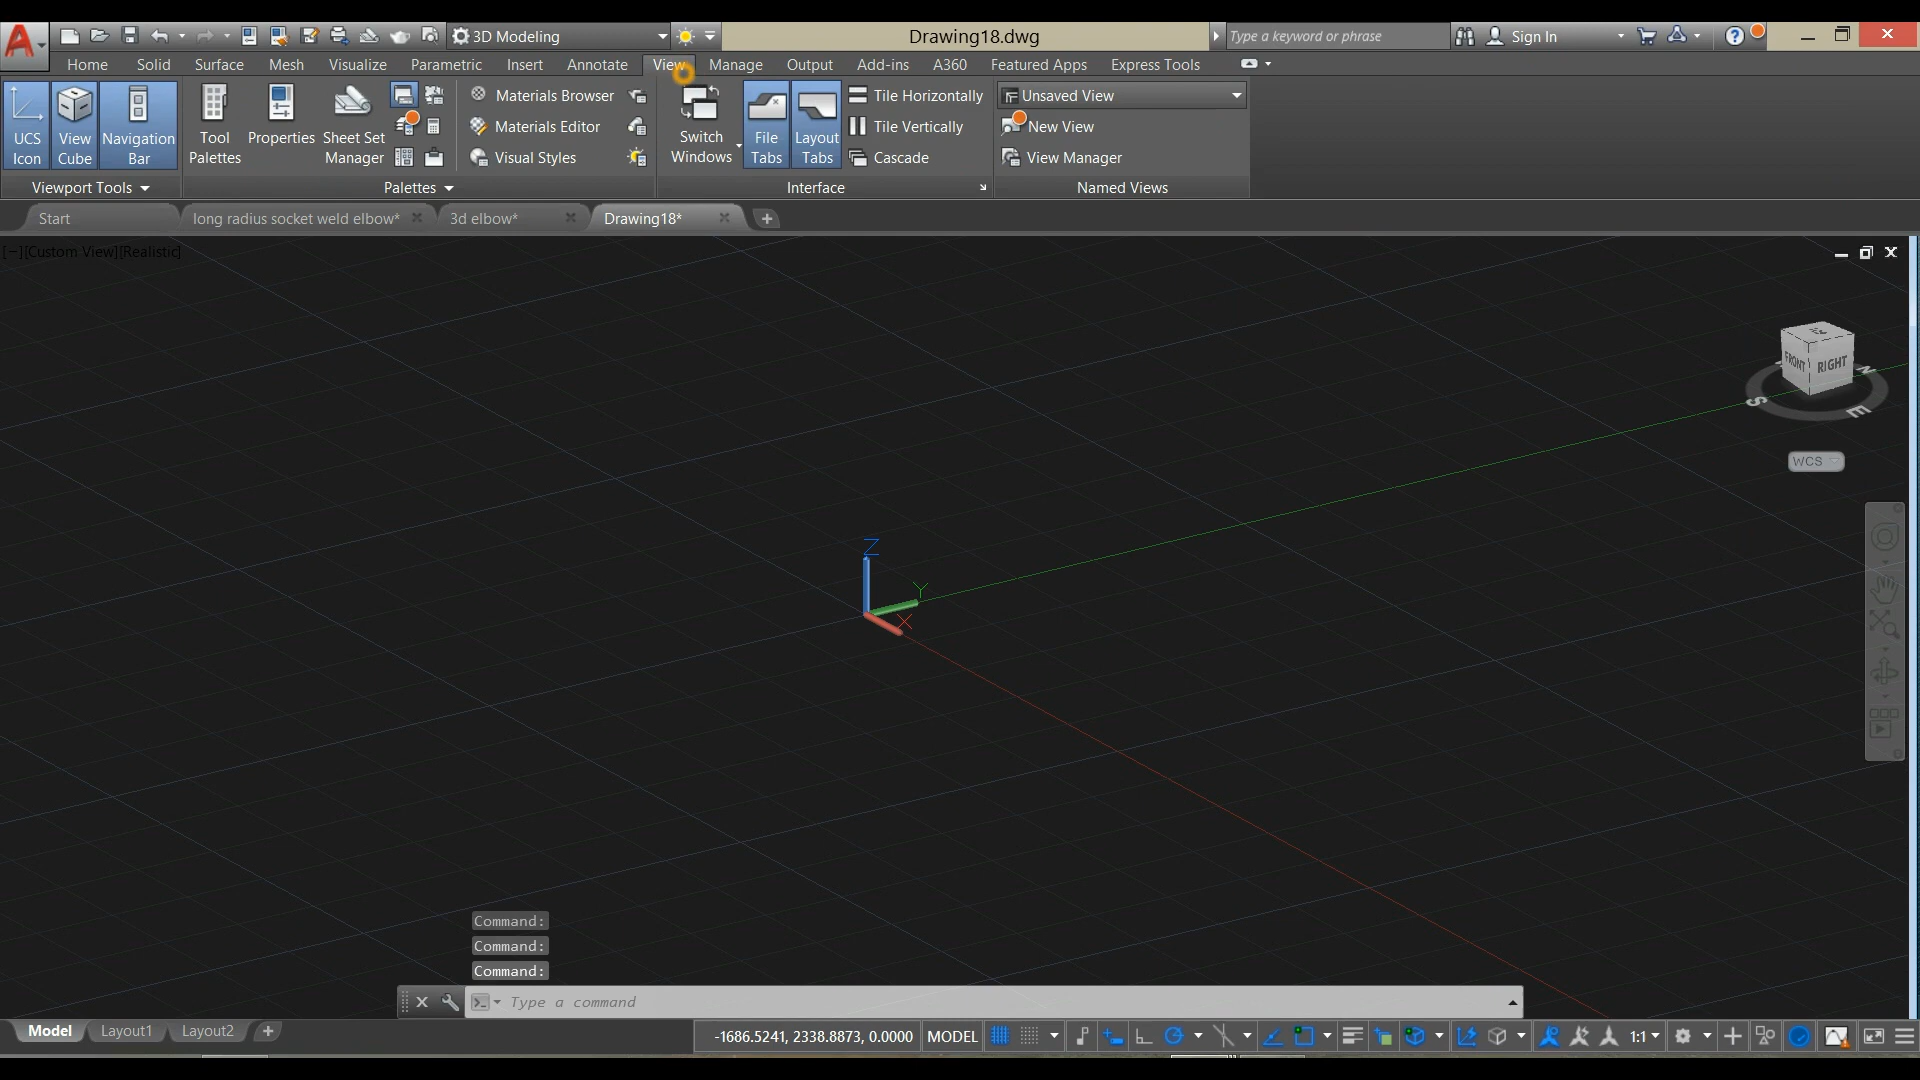 3D Modeling
Drawing18.dwg
Type a keyword or phrase
Sign In
Home Solid Surface Mesh Visualize Parametric Insert Annotate View Manage Output Add-ins A360 Featured Apps Express Tools
UCS Icon
View Cube
Navigation Bar
Tool Palettes
Properties
Sheet Set Manager
Materials Browser
Materials Editor
Visual Styles
Switch Windows
File Tabs
Layout Tabs
Tile Horizontally
Tile Vertically
Cascade
Unsaved View
New View
View Manager
Viewport Tools
Palettes
Interface
Named Views
Start
long radius socket weld elbow*
3d elbow*
Drawing18*
[−][Custom View][Realistic]
FRONT RIGHT
S E
WCS
Z
Y
X
Command:
Command:
Command:
Type a command
Model Layout1 Layout2
-1686.5241, 2338.8873, 0.0000 MODEL 1:1